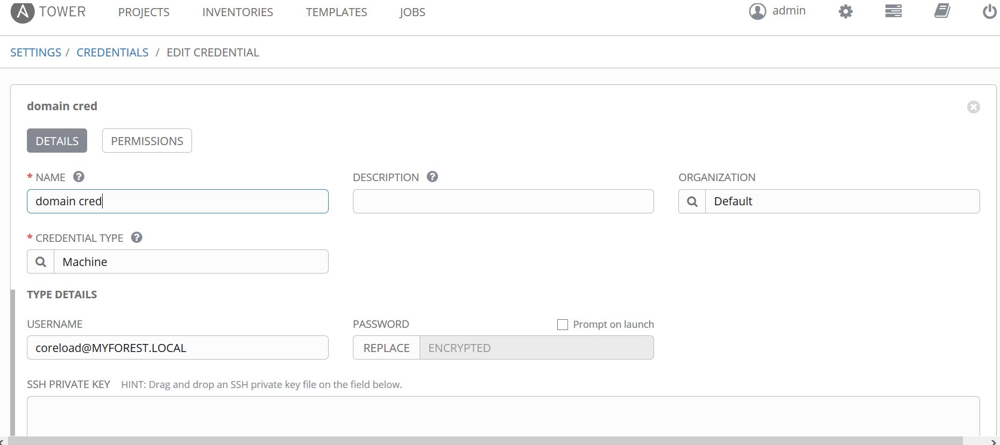 TOWER PROJECTS INVENTORIES TEMPLATES JOBS admin
SETTINGS / CREDENTIALS / EDIT CREDENTIAL
domain cred
DETAILS PERMISSIONS
* NAME ? DESCRIPTION ? ORGANIZATION
domain cred Default
* CREDENTIAL TYPE ?
Machine
TYPE DETAILS
USERNAME PASSWORD Prompt on launch
coreload@MYFOREST.LOCAL REPLACE ENCRYPTED
SSH PRIVATE KEY HINT: Drag and drop an SSH private key file on the field below.